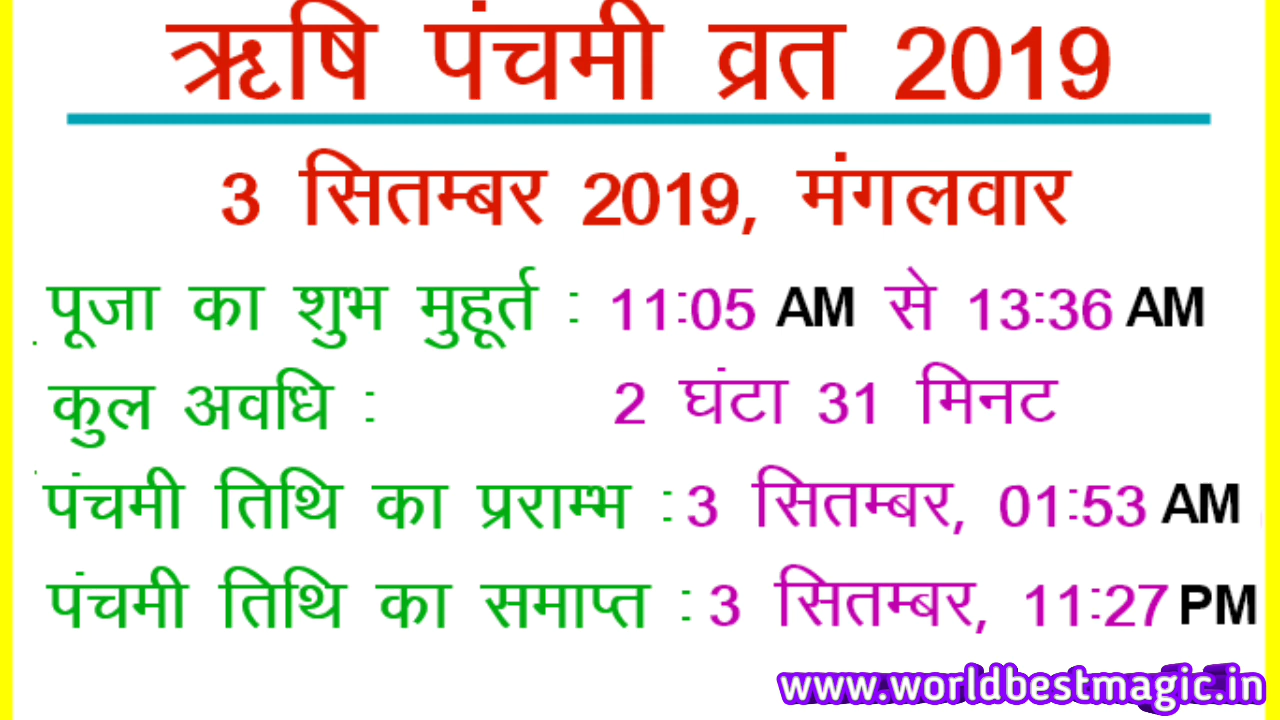 ऋषि पंचमी व्रत 2019
3 सितम्बर 2019, मंगलवार
पूजा का शुभ मुहूर्त : 11:05 AM से 13:36 AM
कुल अवधि : 2 घंटा 31 मिनट
पंचमी तिथि का प्रराम्भ : 3 सितम्बर, 01:53 AM
पंचमी तिथि का समाप्त : 3 सितम्बर, 11:27 PM
www.worldbestmagic.in